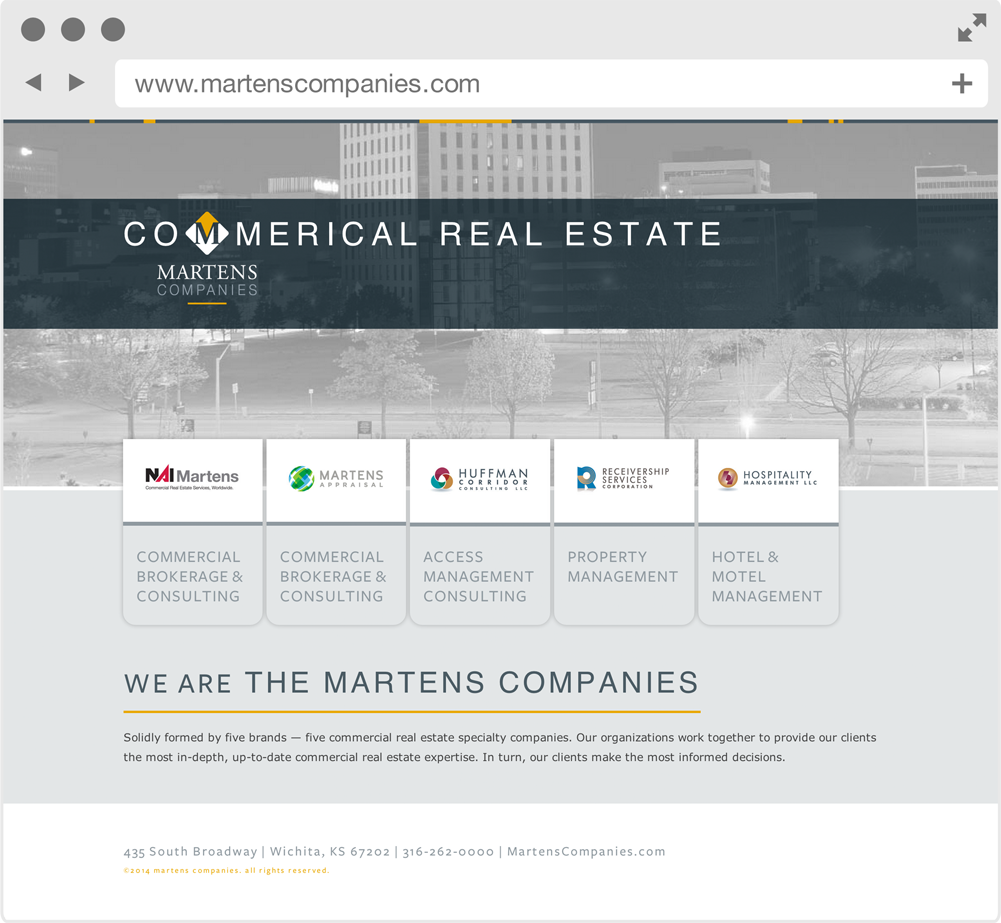 www.martenscompanies.com
COMMERICAL REAL ESTATE
MARTENS
COMPANIES
NAI Martens
Commercial Real Estate Services, Worldwide.
MARTENS
APPRAISAL
HUFFMAN
CORRIDOR
CONSULTING LLC
RECEIVERSHIP
SERVICES
CORPORATION
HOSPITALITY
MANAGEMENT LLC
COMMERCIAL
BROKERAGE &
CONSULTING
COMMERCIAL
BROKERAGE &
CONSULTING
ACCESS
MANAGEMENT
CONSULTING
PROPERTY
MANAGEMENT
HOTEL &
MOTEL
MANAGEMENT
WE ARE THE MARTENS COMPANIES
Solidly formed by five brands — five commercial real estate specialty companies. Our organizations work together to provide our clients
the most in-depth, up-to-date commercial real estate expertise. In turn, our clients make the most informed decisions.
435 South Broadway | Wichita, KS 67202 | 316-262-0000 | MartensCompanies.com
©2014 martens companies. all rights reserved.